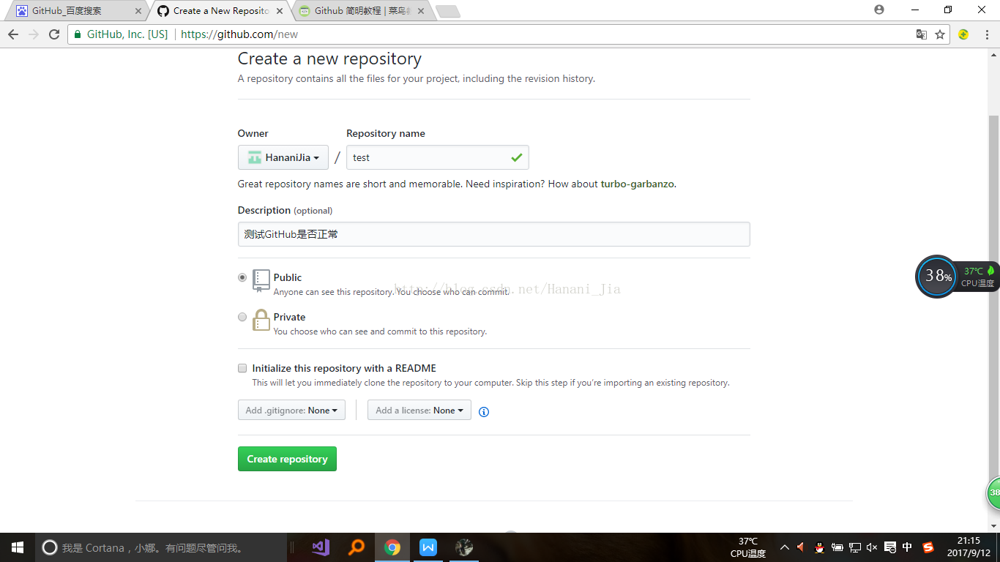 GitHub_百度搜索
Create a New Reposito
Github 简明教程 | 菜鸟
GitHub, Inc. [US]
https://github.com/new
Create a new repository
A repository contains all the files for your project, including the revision history.
Owner
Repository name
HananiJia
/
test
Great repository names are short and memorable. Need inspiration? How about turbo-garbanzo.
Description (optional)
测试GitHub是否正常
Public
Anyone can see this repository. You choose who can commit.
http://blog.csdn.net/Hanani_Jia
Private
You choose who can see and commit to this repository.
Initialize this repository with a README
This will let you immediately clone the repository to your computer. Skip this step if you're importing an existing repository.
Add .gitignore: None
Add a license: None
Create repository
38%
37℃
CPU温度
38
我是 Cortana，小娜。有问题尽管问我。
37℃
CPU温度
中
21:15
2017/9/12